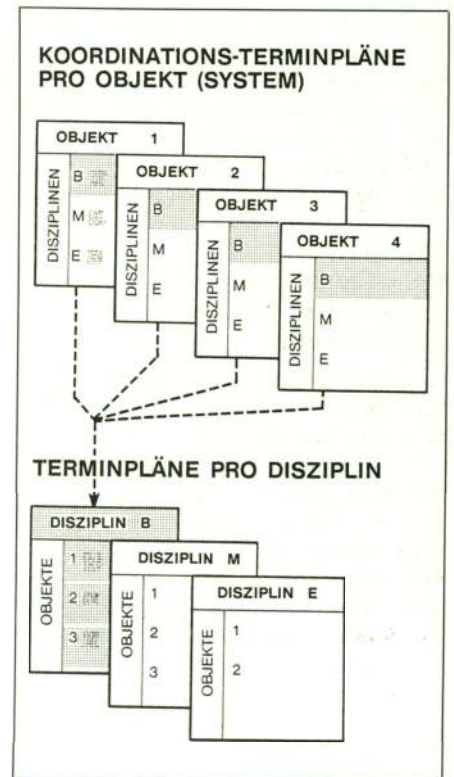 KOORDINATIONS-TERMINPLÄNE
PRO OBJEKT (SYSTEM)
OBJEKT 1
DISZIPLINEN
B
M
E
OBJEKT 2
DISZIPLINEN
B
M
E
OBJEKT 3
DISZIPLINEN
B
M
E
OBJEKT 4
DISZIPLINEN
B
M
E
TERMINPLÄNE PRO DISZIPLIN
DISZIPLIN B
OBJEKTE
1
2
3
DISZIPLIN M
OBJEKTE
1
2
3
DISZIPLIN E
OBJEKTE
1
2